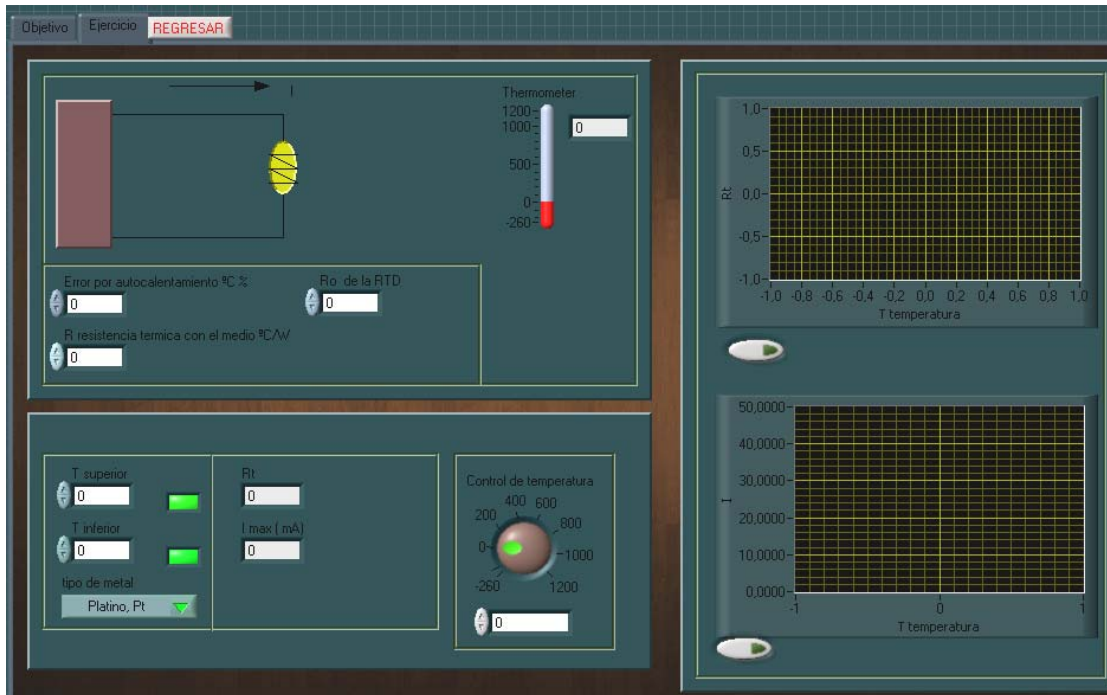 Objetivo
Ejercicio
REGRESAR
I
Thermometer
1200
1000
500
0
-260
0
Error por autocalentamiento ºC %
0
Ro de la RTD
0
R resistencia termica con el medio ºC/W
0
T superior
0
T inferior
0
tipo de metal
Platino, Pt
Rt
0
I max ( mA)
0
Control de temperatura
-260
0
200
400
600
800
1000
1200
0
Rt
1,0
0,5
0,0
-0,5
-1,0
-1,0 -0,8 -0,6 -0,4 -0,2 0,0 0,2 0,4 0,6 0,8 1,0
T temperatura
I
50,0000
40,0000
30,0000
20,0000
10,0000
0,0000
-1 0 1
T temperatura